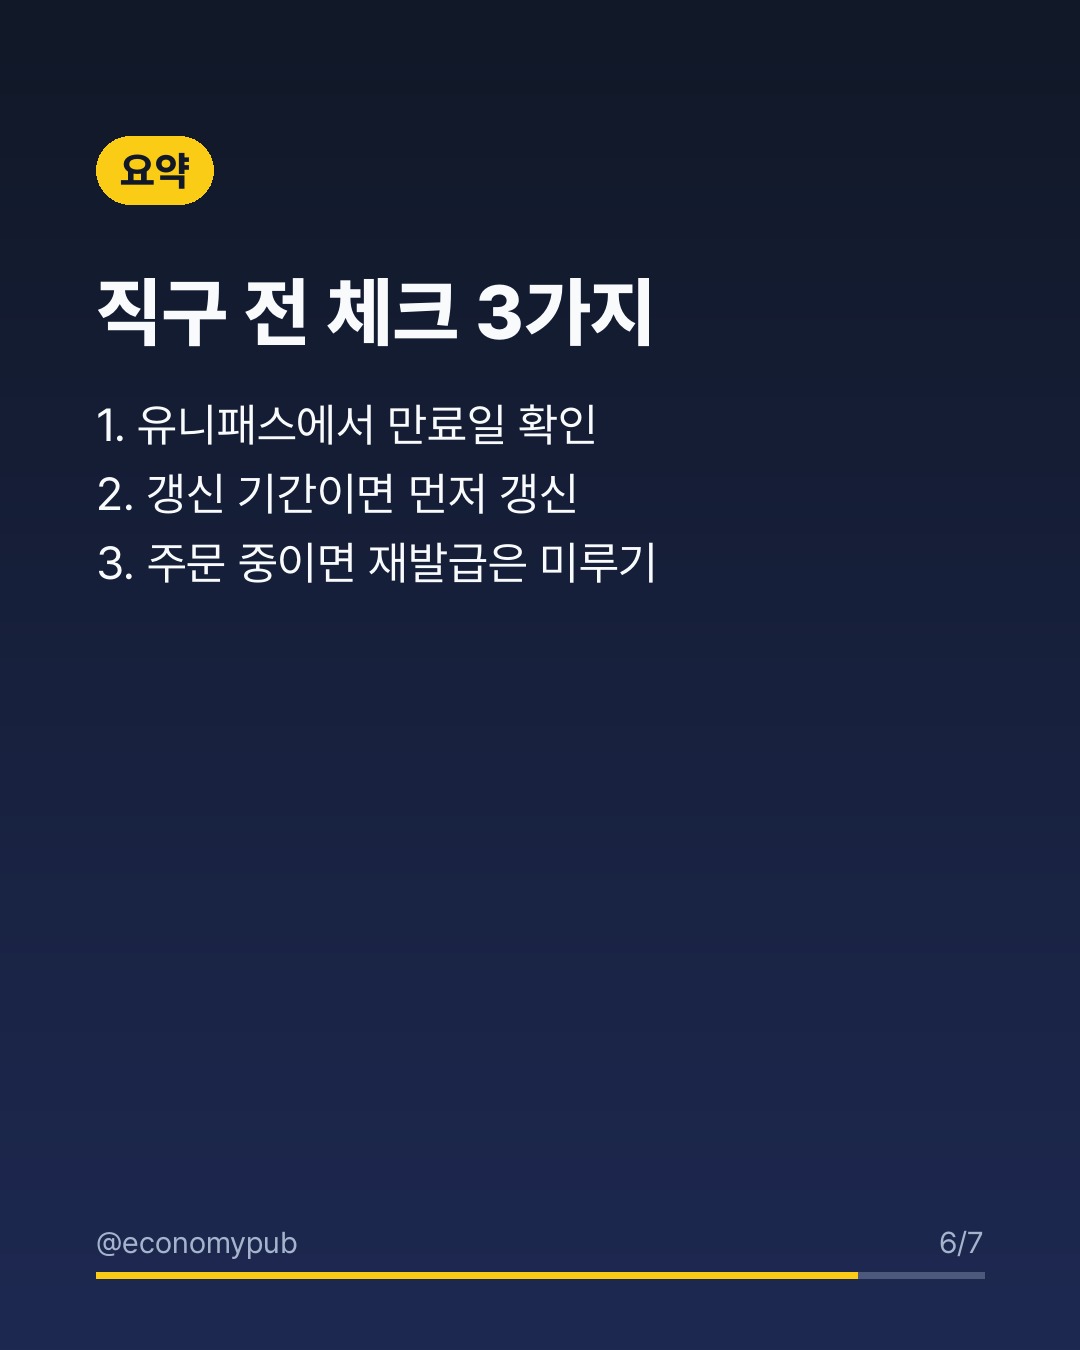 요약
직구 전 체크 3가지
1. 유니패스에서 만료일 확인
2. 갱신 기간이면 먼저 갱신
3. 주문 중이면 재발급은 미루기
@economypub
6/7